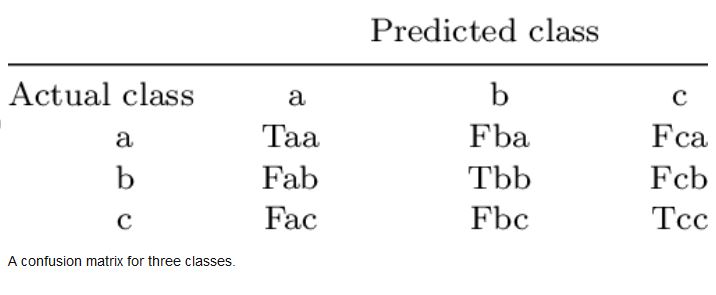 Predicted class
Actual class a b c
a Taa Fba Fca
b Fab Tbb Fcb
c Fac Fbc Tcc
A confusion matrix for three classes.